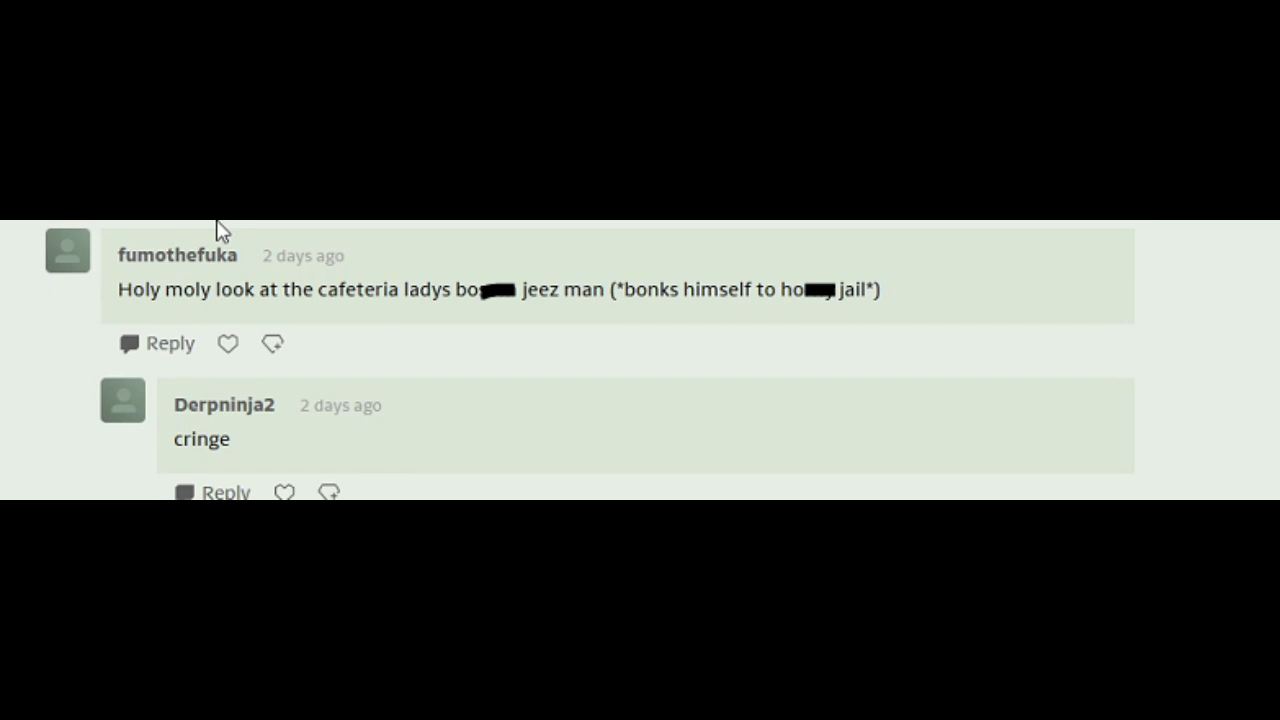 fumothefuka 2 days ago
Holy moly look at the cafeteria ladys jeez man (*bonks himself to jail*)
Reply
Derpninja2 2 days ago
cringe
Reply